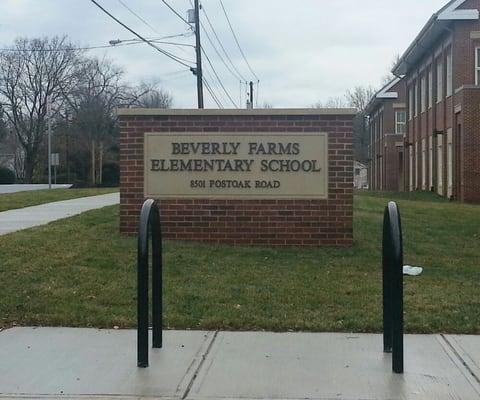 BEVERLY FARMS
ELEMENTARY SCHOOL
8501 POSTOAK ROAD